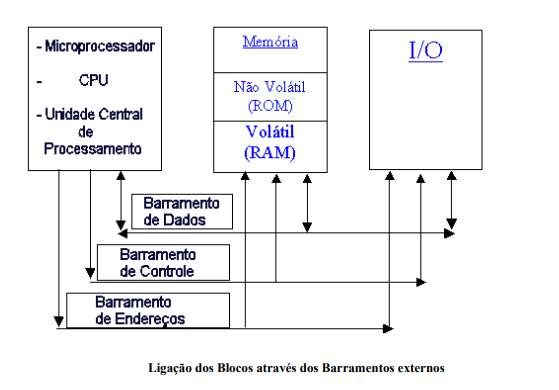 - Microprocessador
- CPU
- Unidade Central
de
Processamento
Memória
Não Volátil
(ROM)
Volátil
(RAM)
I/O
Barramento
de Dados
Barramento
de Controle
Barramento
de Endereços
Ligação dos Blocos através dos Barramentos externos